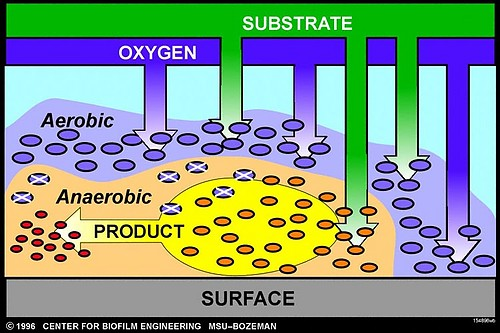 SUBSTRATE
OXYGEN
Aerobic
Anaerobic
PRODUCT
SURFACE
© 1996 CENTER FOR BIOFILM ENGINEERING MSU–BOZEMAN